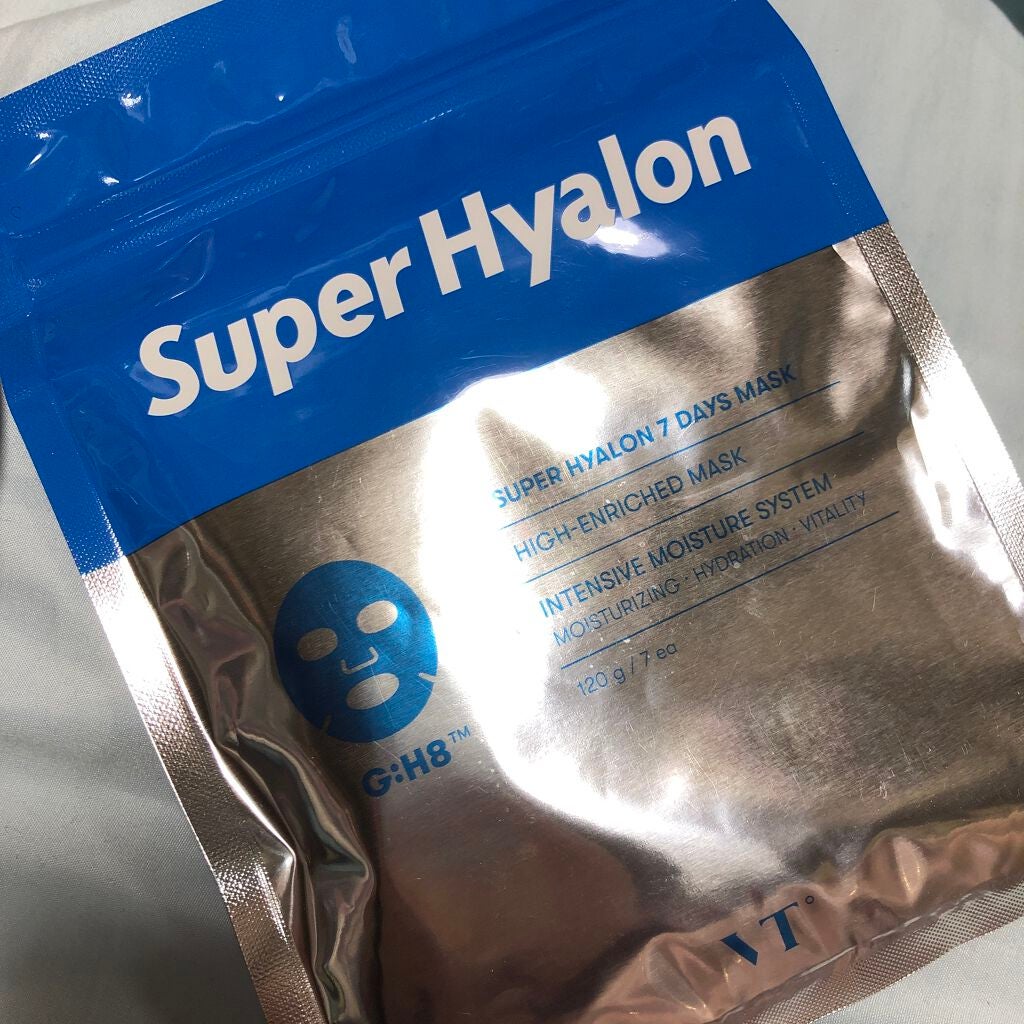 Super Hyalon
SUPER HYALON 7 DAYS MASK
HIGH-ENRICHED MASK
INTENSIVE MOISTURE SYSTEM
MOISTURIZING · HYDRATION · VITALITY
120 g / 7 ea
G:H8™
VT°